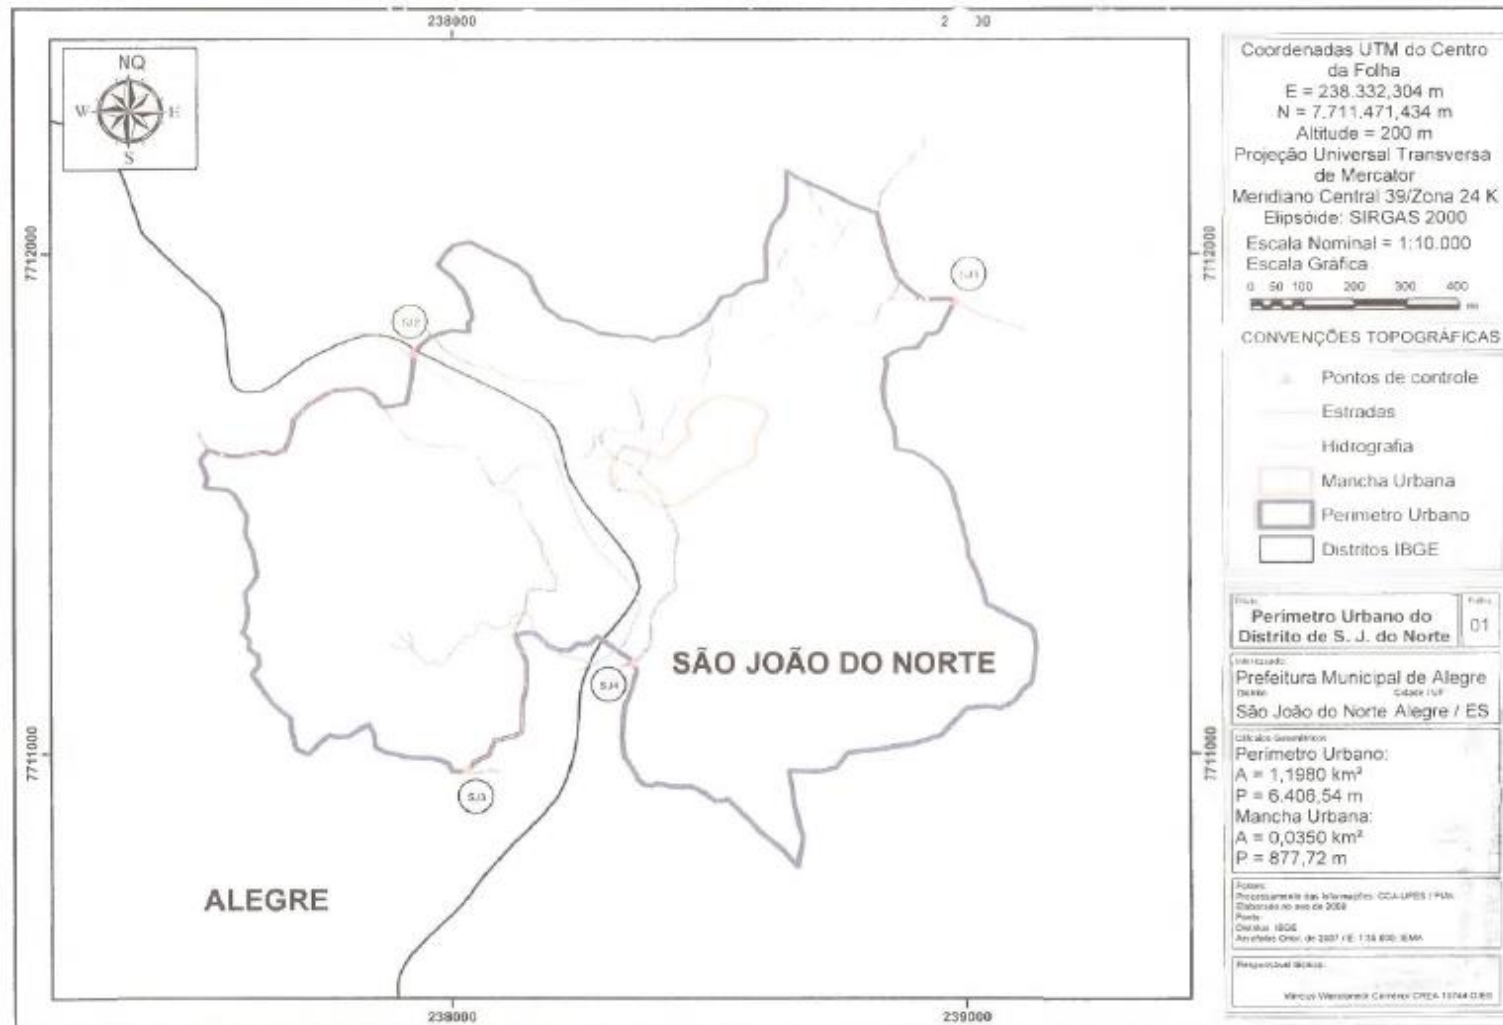 238000
NQ
W
E
S
7712000
7712000
7711000
7711000
SJ2
SJ3
SJ4
SÃO JOÃO DO NORTE
ALEGRE
238000
239000
Coordenadas UTM do Centro
da Folha
E = 238.332,304 m
N = 7.711.471,434 m
Altitude = 200 m
Projeção Universal Transversa
de Mercator
Meridiano Central 39/Zona 24 K
Elipsóide: SIRGAS 2000
Escala Nominal = 1:10.000
Escala Gráfica
0 50 100 200 300 400
m
CONVENÇÕES TOPOGRÁFICAS
Pontos de controle
Estradas
Hidrografia
Mancha Urbana
Perimetro Urbano
Distritos IBGE
Perimetro Urbano do
Distrito de S. J. do Norte
01
Prefeitura Municipal de Alegre
São João do Norte Alegre / ES
Perimetro Urbano:
A = 1,1980 km²
P = 6.406,54 m
Mancha Urbana:
A = 0,0350 km²
P = 877,72 m